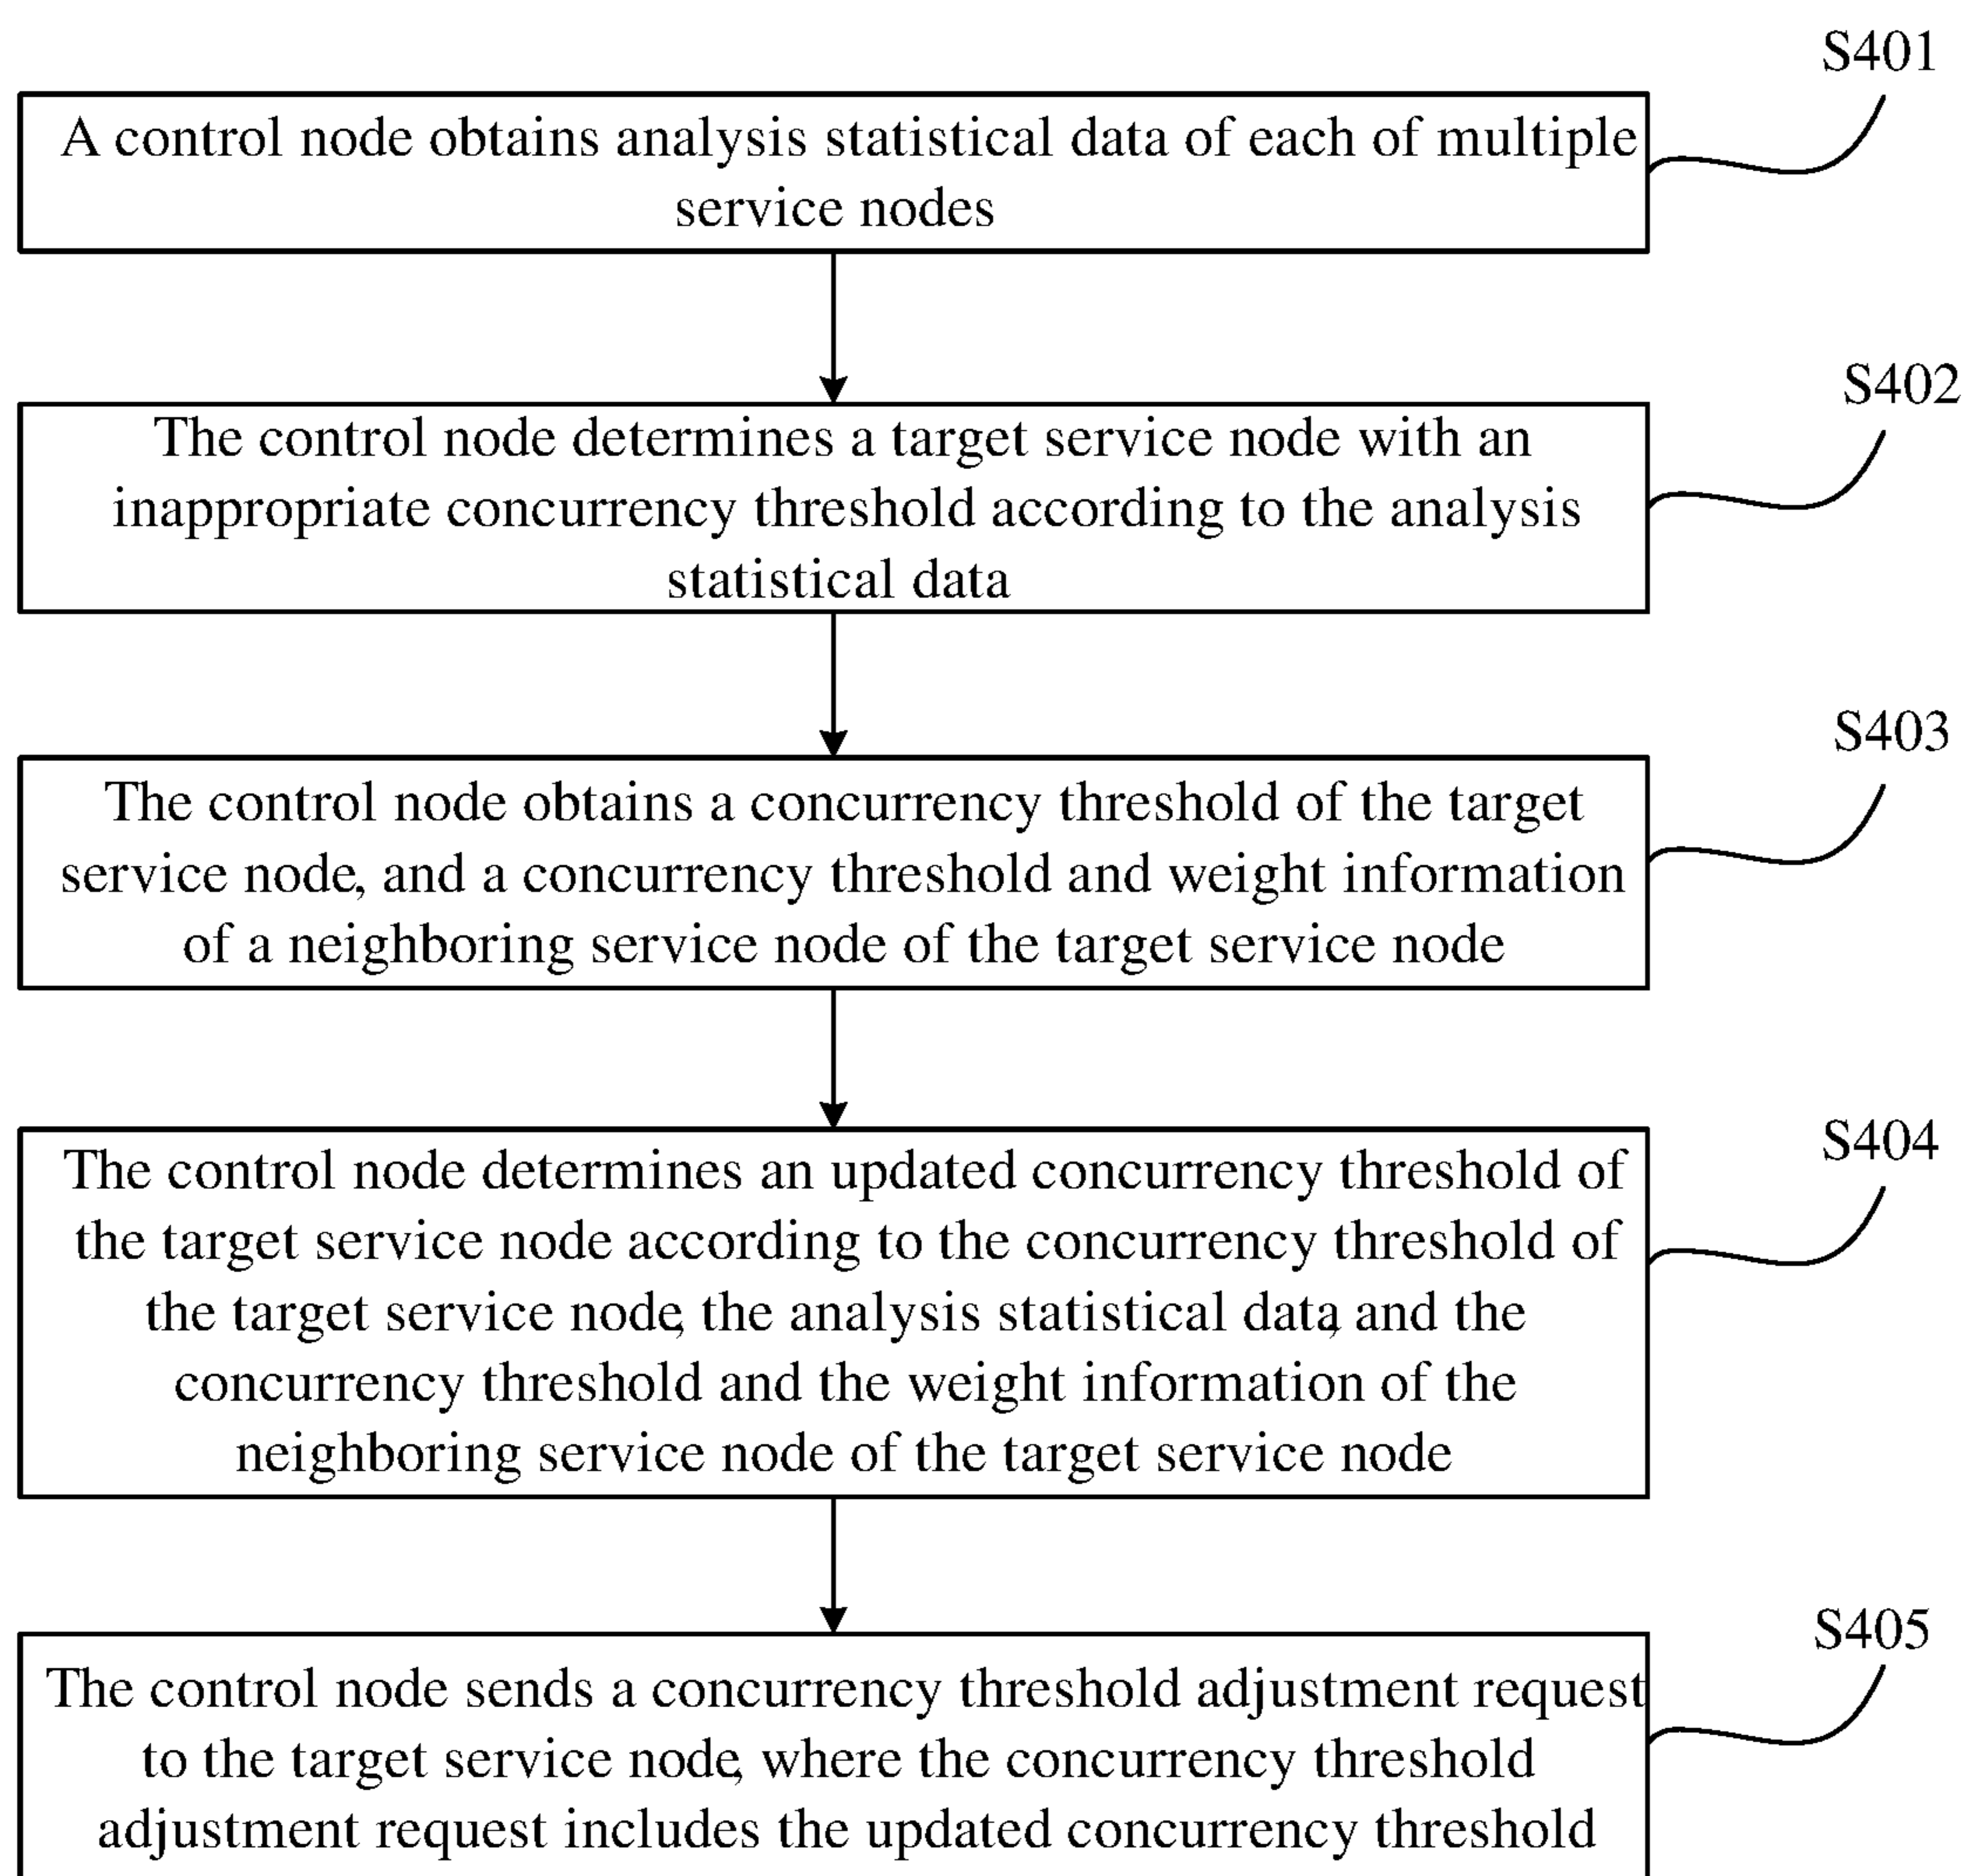 S401
A control node obtains analysis statistical data of each of multiple
service nodes
S402
The control node determines a target service node with an
inappropriate concurrency threshold according to the analysis
statistical data
S403
The control node obtains a concurrency threshold of the target
service node, and a concurrency threshold and weight information
of a neighboring service node of the target service node
S404
The control node determines an updated concurrency threshold of
the target service node according to the concurrency threshold of
the target service node, the analysis statistical data, and the
concurrency threshold and the weight information of the
neighboring service node of the target service node
S405
The control node sends a concurrency threshold adjustment request
to the target service node, where the concurrency threshold
adjustment request includes the updated concurrency threshold